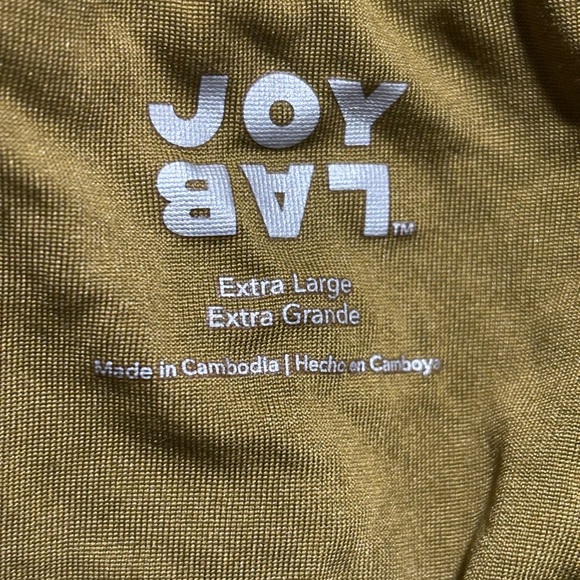 JOY
LAB™
Extra Large
Extra Grande
Made in Cambodia | Hecho en Camboya